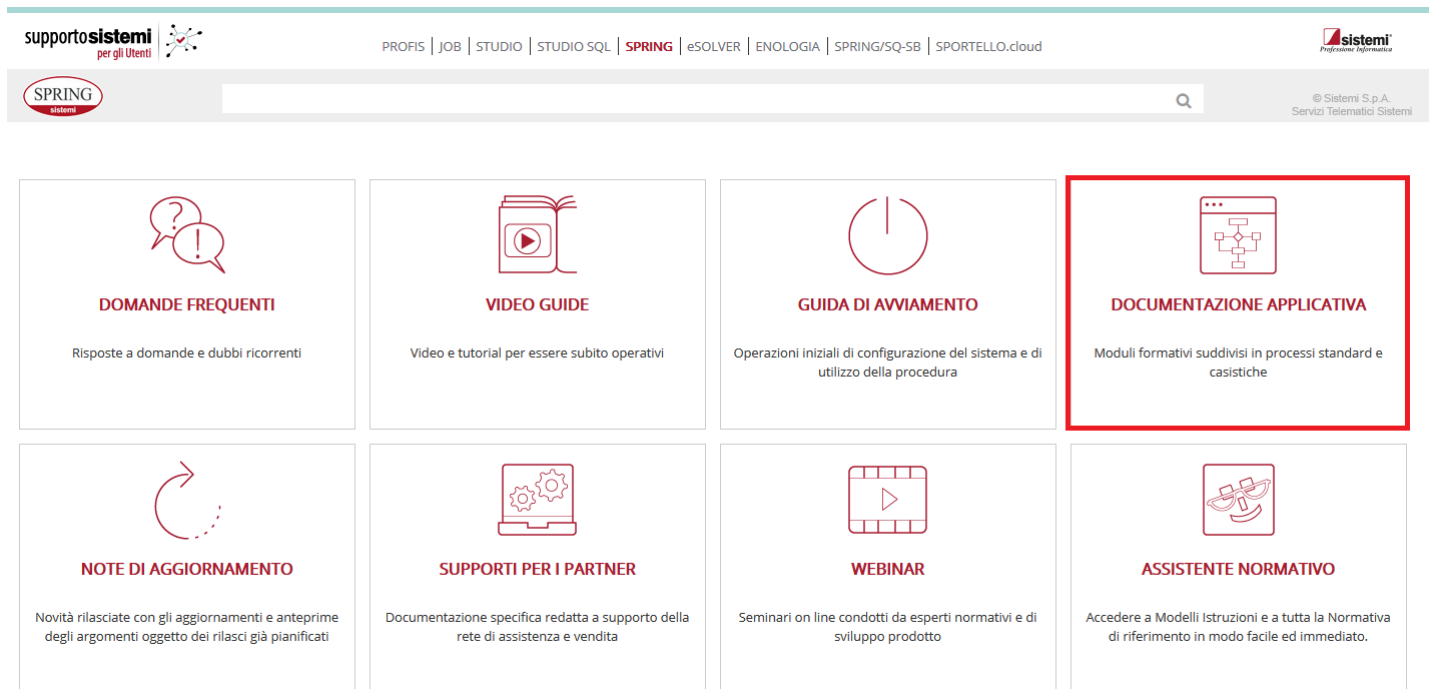 supportosistemi
per gli Utenti
PROFIS | JOB | STUDIO | STUDIO SQL | SPRING | eSOLVER | ENOLOGIA | SPRING/SQ-SB | SPORTELLO.cloud
sistemi
Professione Informatica
SPRING
sistemi
© Sistemi S.p.A.
Servizi Telematici Sistemi
DOMANDE FREQUENTI
Risposte a domande e dubbi ricorrenti
VIDEO GUIDE
Video e tutorial per essere subito operativi
GUIDA DI AVVIAMENTO
Operazioni iniziali di configurazione del sistema e di
utilizzo della procedura
DOCUMENTAZIONE APPLICATIVA
Moduli formativi suddivisi in processi standard e
casistiche
NOTE DI AGGIORNAMENTO
Novità rilasciate con gli aggiornamenti e anteprime
degli argomenti oggetto dei rilasci già pianificati
SUPPORTI PER I PARTNER
Documentazione specifica redatta a supporto della
rete di assistenza e vendita
WEBINAR
Seminari on line condotti da esperti normativi e di
sviluppo prodotto
ASSISTENTE NORMATIVO
Accedere a Modelli Istruzioni e a tutta la Normativa
di riferimento in modo facile ed immediato.